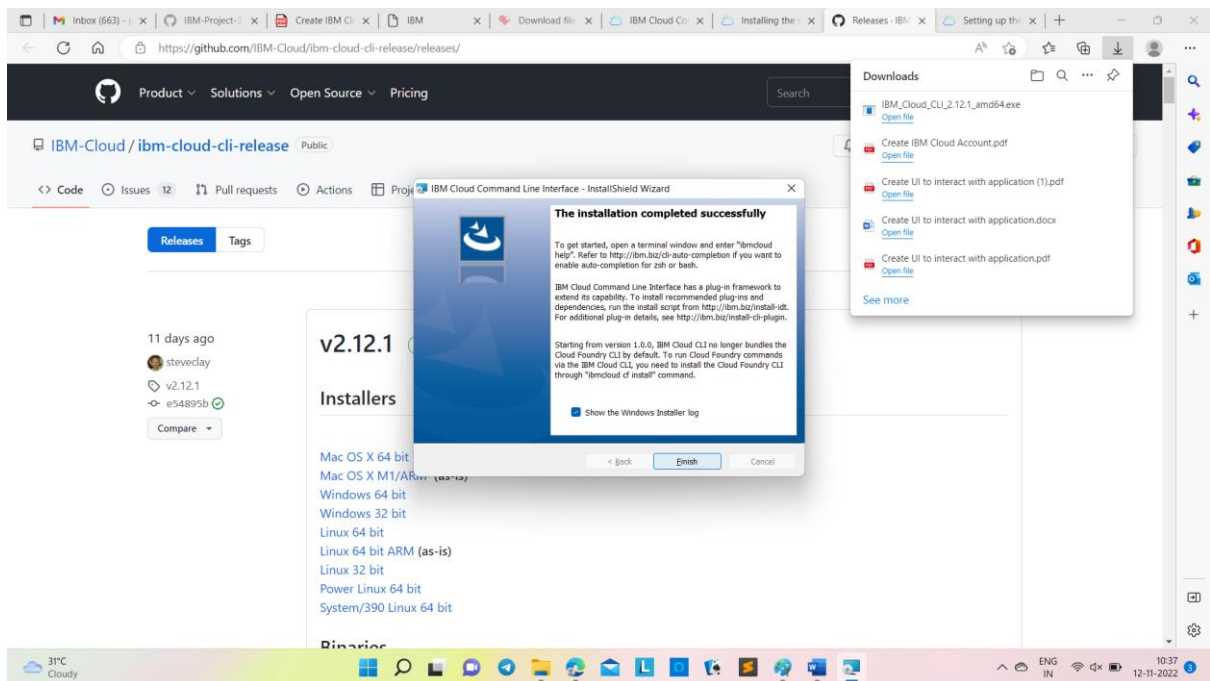 Inbox (663) -
IBM-Project-3
Create IBM Cl
IBM
Download file
IBM Cloud Co
Installing the
Releases · IBM
Setting up the
https://github.com/IBM-Cloud/ibm-cloud-cli-release/releases/
Product
Solutions
Open Source
Pricing
Search
IBM-Cloud / ibm-cloud-cli-release Public
<> Code
Issues 12
Pull requests
Actions
Proje
Releases
Tags
11 days ago
steveclay
v2.12.1
e54895b
Compare
v2.12.1
Installers
Mac OS X 64 bit
Mac OS X M1/ARM (as-is)
Windows 64 bit
Windows 32 bit
Linux 64 bit
Linux 64 bit ARM (as-is)
Linux 32 bit
Power Linux 64 bit
System/390 Linux 64 bit
Binaries
IBM Cloud Command Line Interface - InstallShield Wizard
The installation completed successfully
To get started, open a terminal window and enter "ibmcloud
help". Refer to http://ibm.biz/cli-auto-completion if you want to
enable auto-completion for zsh or bash.
IBM Cloud Command Line Interface has a plug-in framework to
extend its capability. To install recommended plug-ins and
dependencies, run the install script from http://ibm.biz/install-idt.
For additional plug-in details, see http://ibm.biz/install-cli-plugin.
Starting from version 1.0.0, IBM Cloud CLI no longer bundles the
Cloud Foundry CLI by default. To run Cloud Foundry commands
via the IBM Cloud CLI, you need to install the Cloud Foundry CLI
through "ibmcloud cf install" command.
Show the Windows Installer log
< Back
Finish
Cancel
Downloads
IBM_Cloud_CLI_2.12.1_amd64.exe
Open file
Create IBM Cloud Account.pdf
Open file
Create UI to interact with application (1).pdf
Open file
Create UI to interact with application.docx
Open file
Create UI to interact with application.pdf
Open file
See more
31°C
Cloudy
ENG
IN
10:37
12-11-2022
3